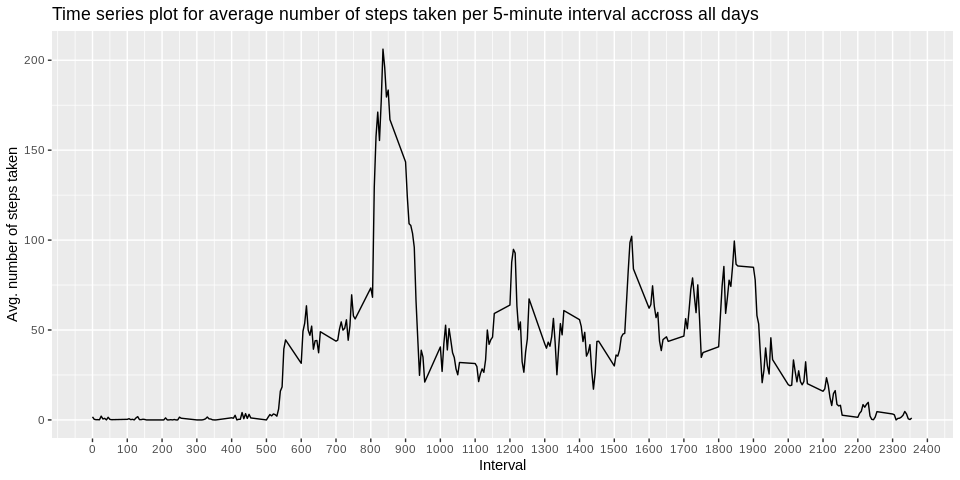 Time series plot for average number of steps taken per 5-minute interval accross all days
200
150
100
50
0
Avg. number of steps taken
0 100 200 300 400 500 600 700 800 900 1000 1100 1200 1300 1400 1500 1600 1700 1800 1900 2000 2100 2200 2300 2400
Interval